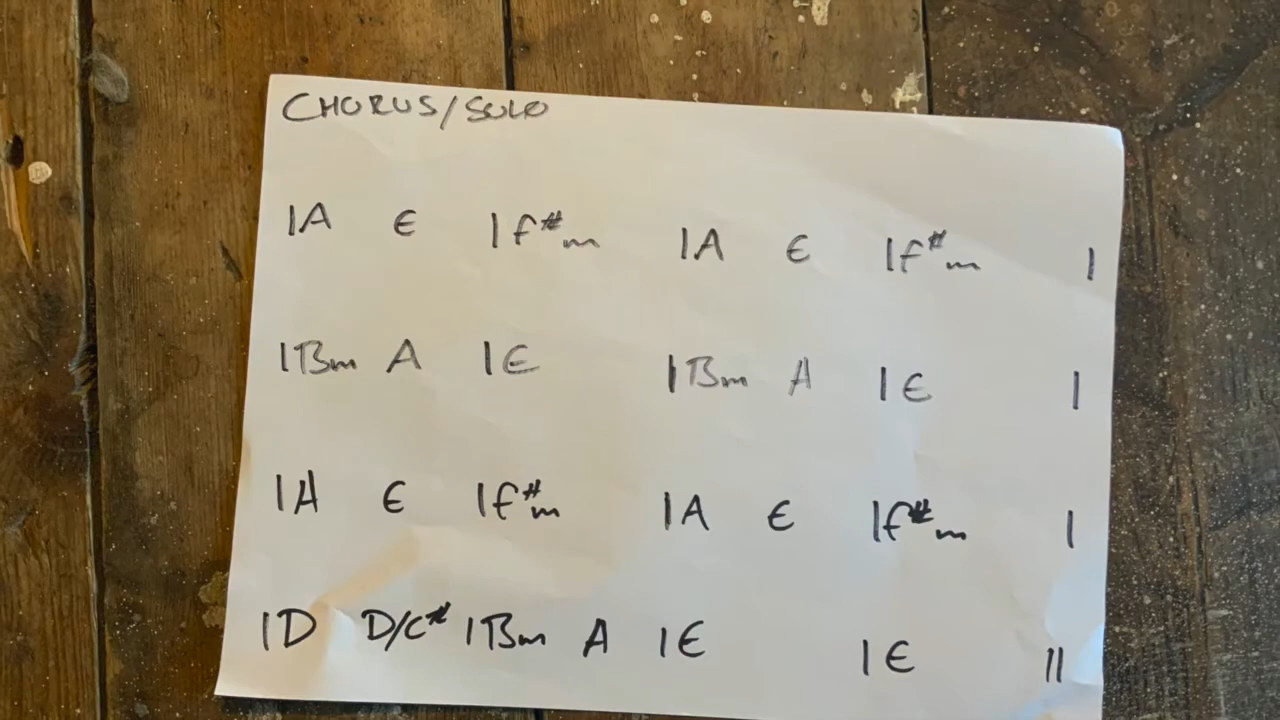 CHORUS/SOLO
|A E |F#m |A E |F#m |
|Bm A |E |Bm A |E |
|A E |F#m |A E |F#m |
|D D/C# |Bm A |E |E ||